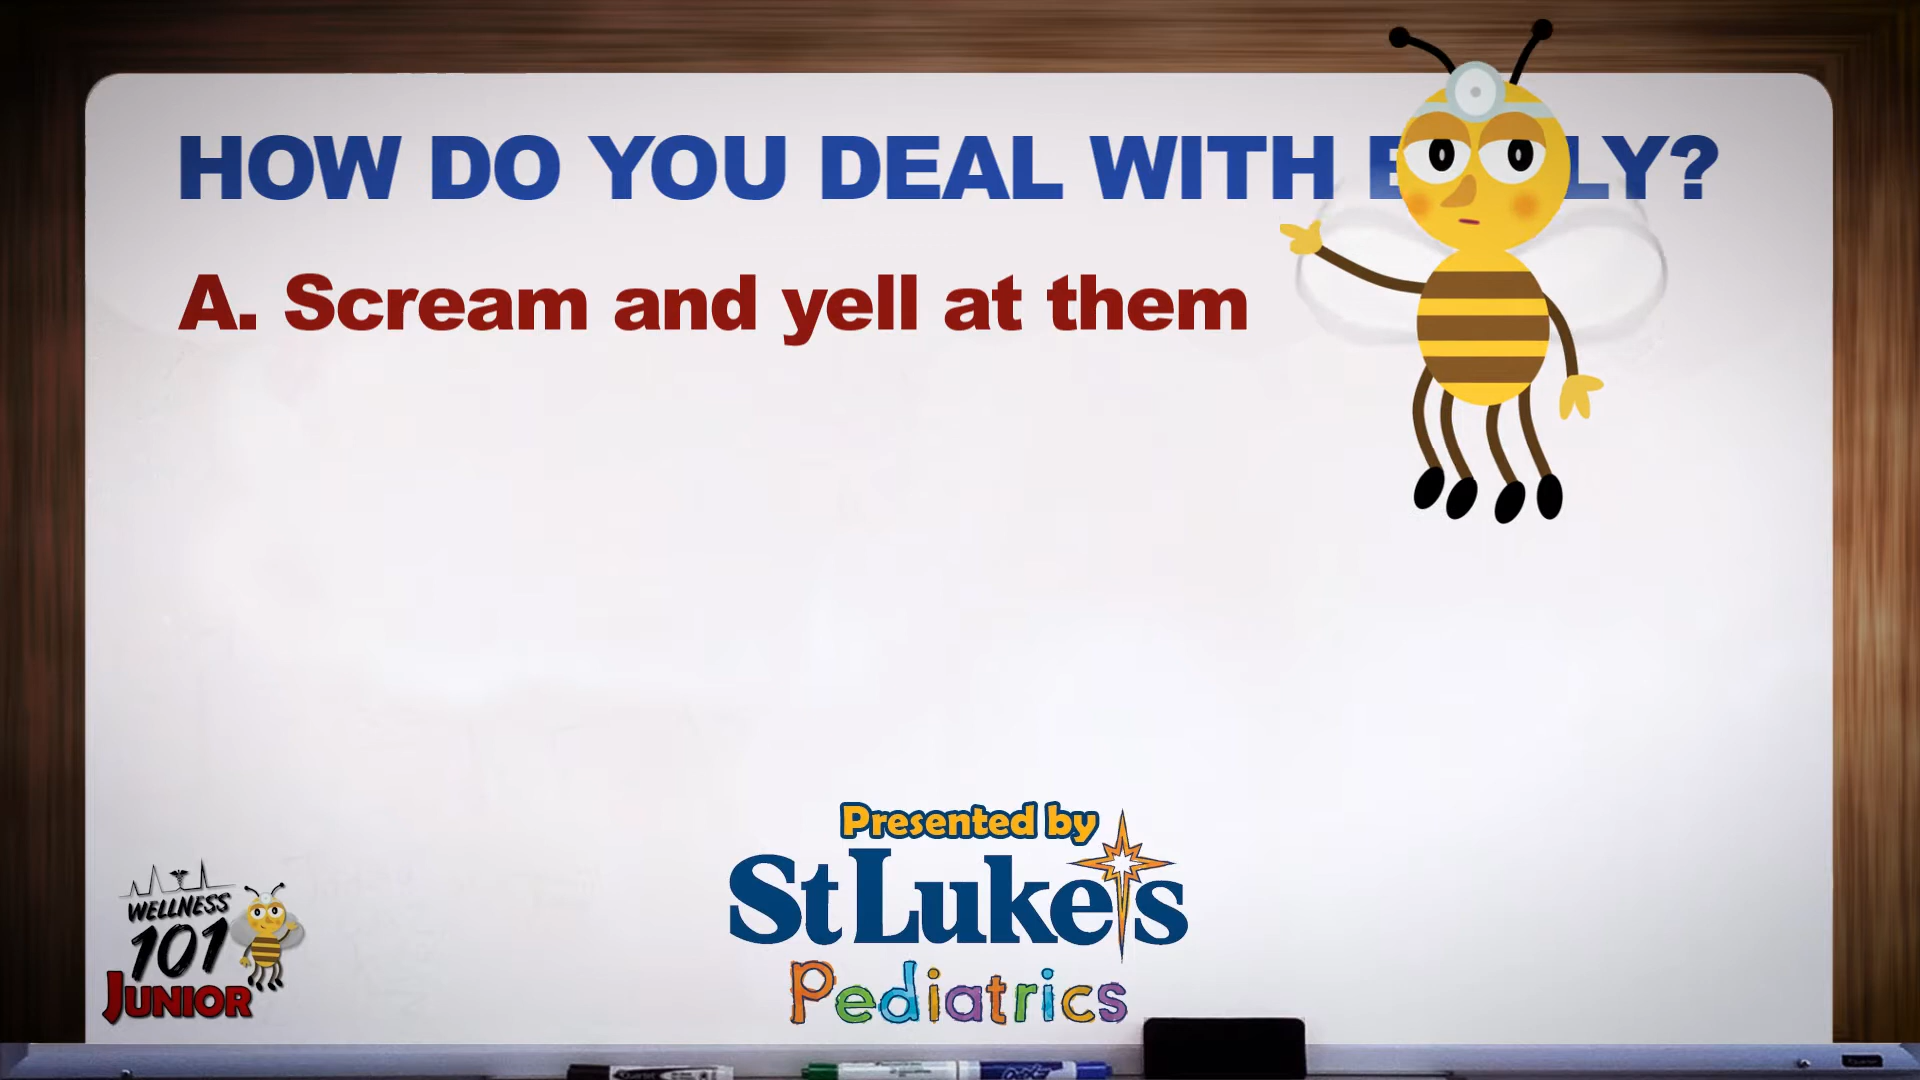 HOW DO YOU DEAL WITH
LY?
A. Scream and yell at them
Presented by
St Luke's
Pediatrics
WELLNESS
101
JUNIOR